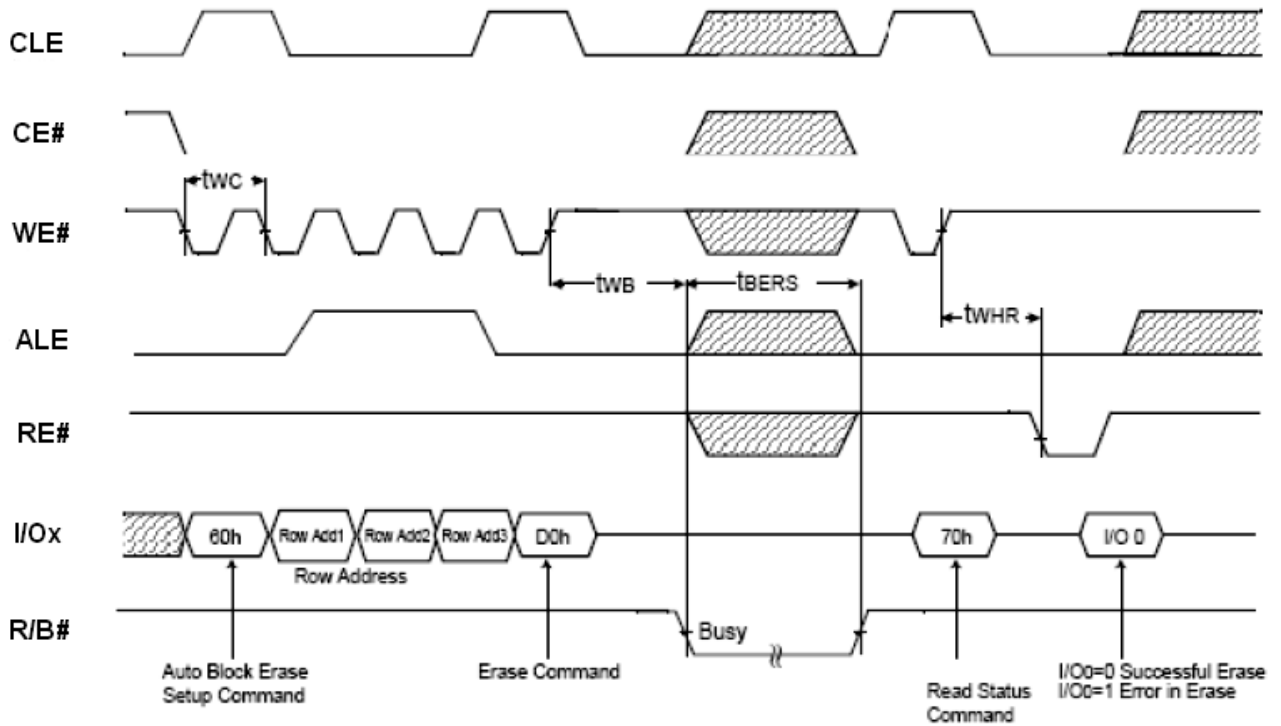 CLE
CE#
tWC
WE#
tWB
tBERS
tWHR
ALE
RE#
I/Ox
60h
Row Add1
Row Add2
Row Add3
D0h
70h
I/O 0
Row Address
R/B#
Busy
Auto Block Erase
Setup Command
Erase Command
Read Status
Command
I/O0=0 Successful Erase
I/O0=1 Error in Erase